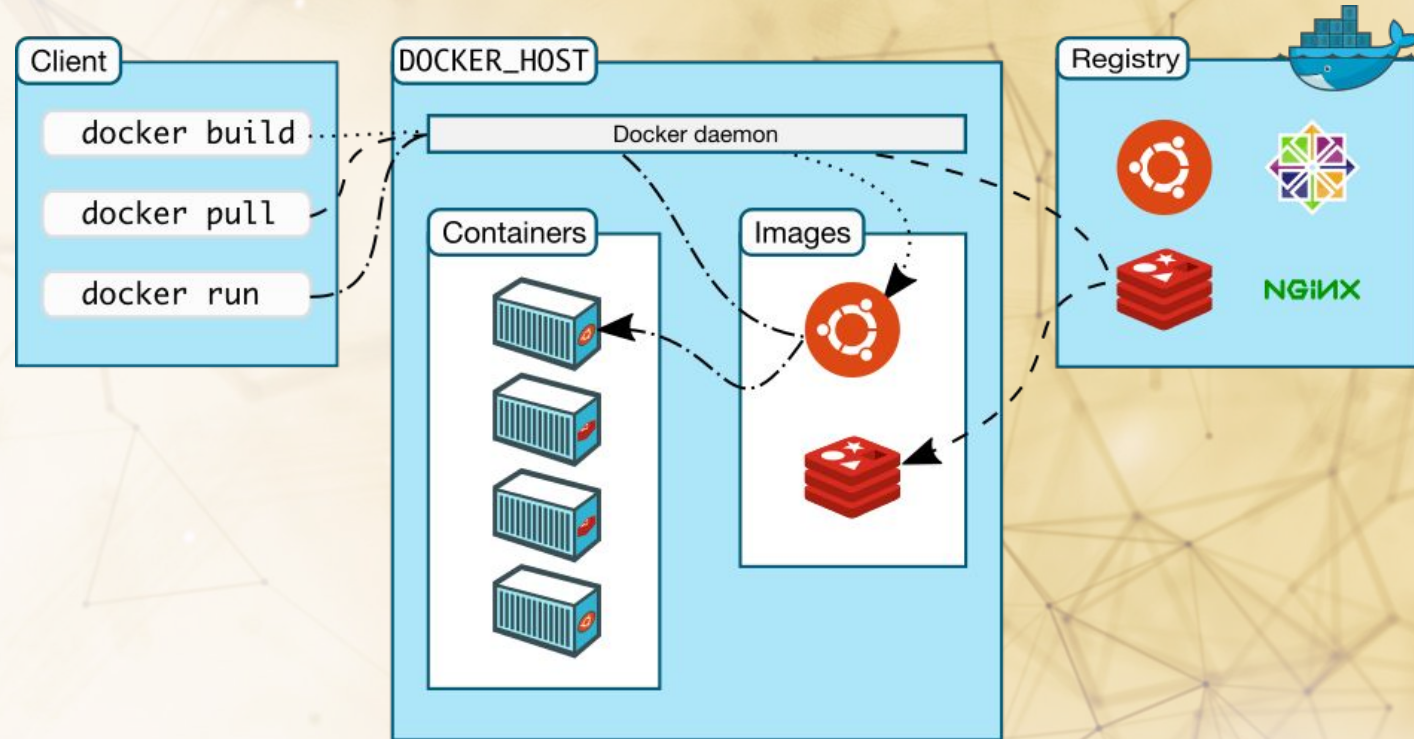 Client
docker build
docker pull
docker run
DOCKER_HOST
Docker daemon
Containers
Images
Registry
NGINX